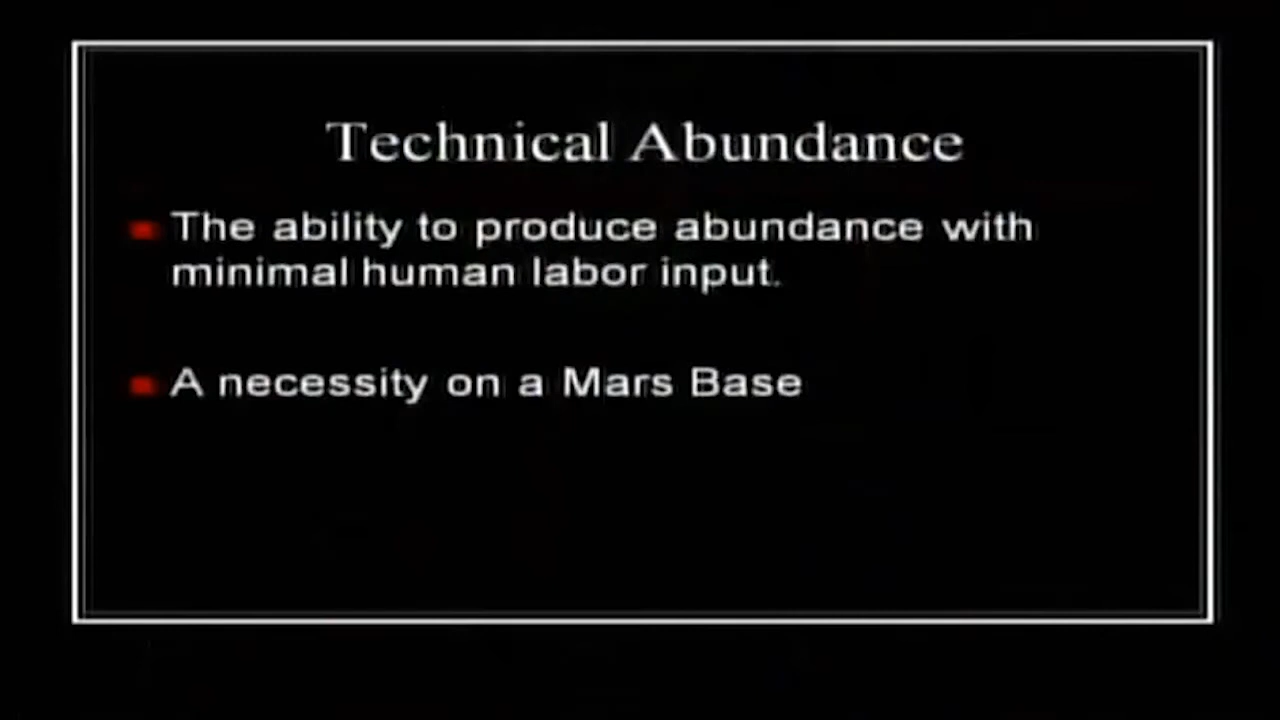 Technical Abundance
The ability to produce abundance with
minimal human labor input.
A necessity on a Mars Base